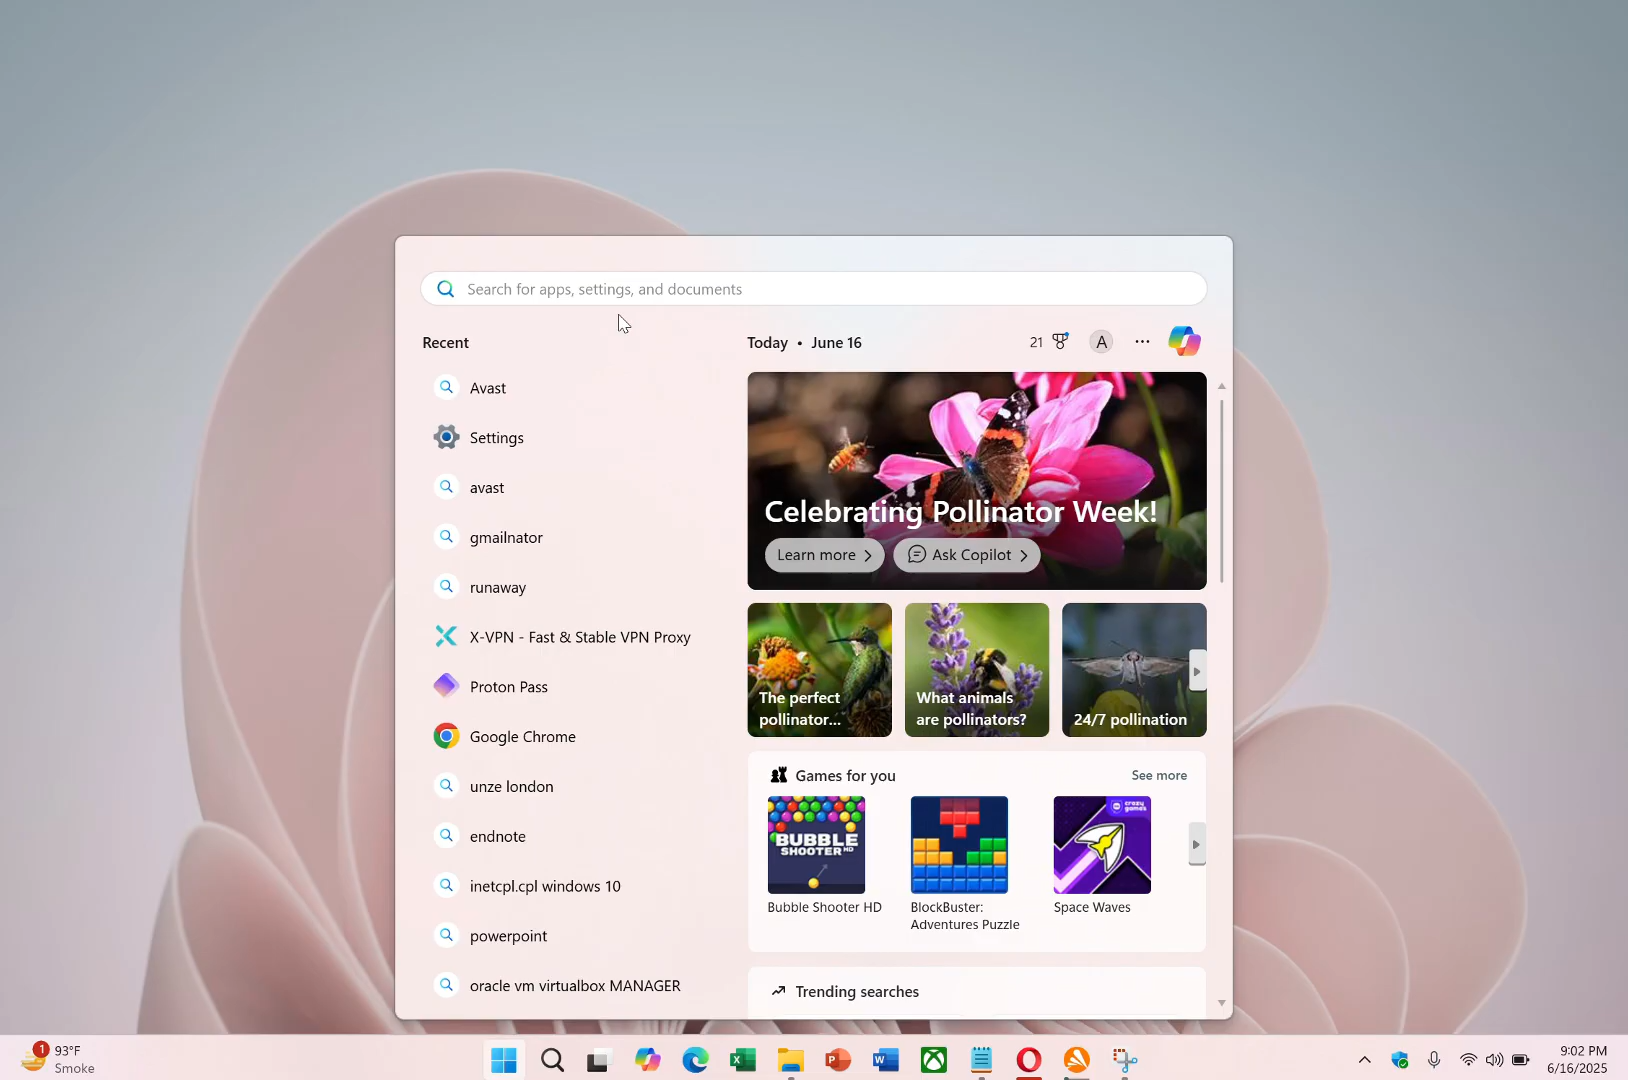 Search for apps, settings, and documents
Recent
Avast
Settings
avast
gmailnator
runaway
X-VPN - Fast & Stable VPN Proxy
Proton Pass
Google Chrome
unze london
endnote
inetcpl.cpl windows 10
powerpoint
oracle vm virtualbox MANAGER
Today • June 16
21
A
Celebrating Pollinator Week!
Learn more
Ask Copilot
The perfect
pollinator...
What animals
are pollinators?
24/7 pollination
Games for you
See more
BUBBLE
SHOOTER HD
crazy
games
Bubble Shooter HD
BlockBuster:
Adventures Puzzle
Space Waves
Trending searches
1
93°F
Smoke
X
P
W
9:02 PM
6/16/2025